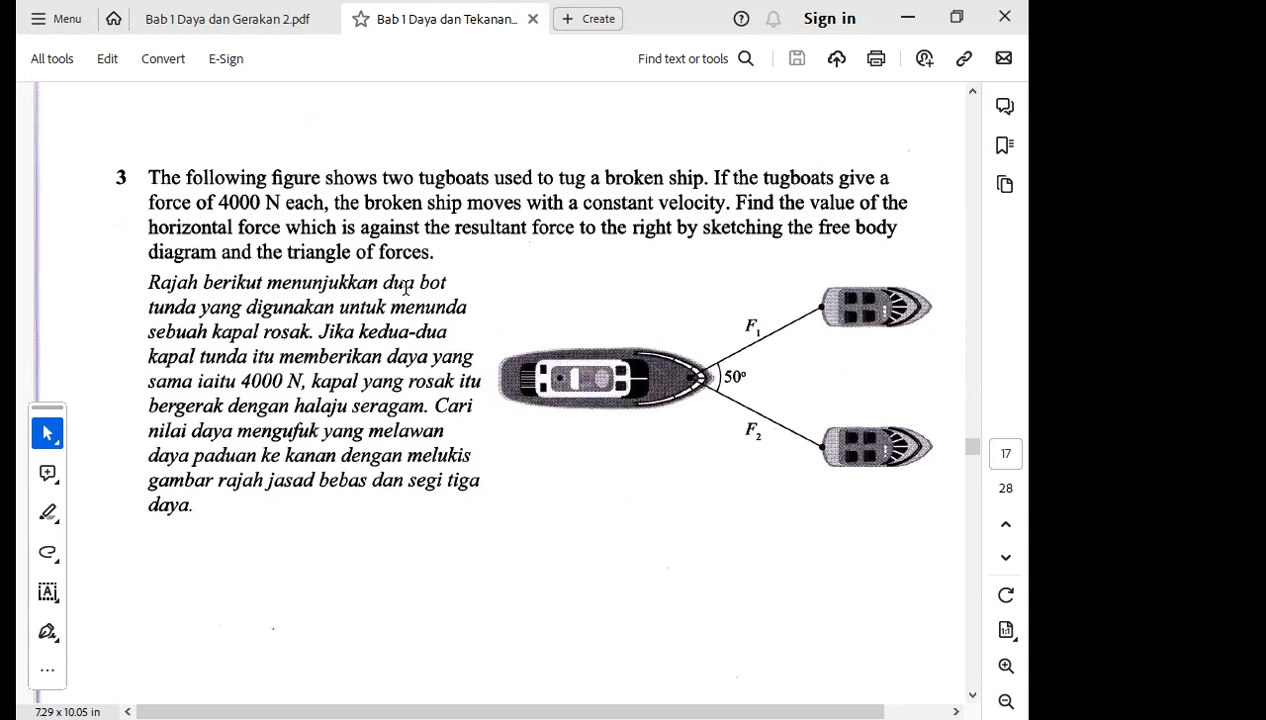 Menu
Bab 1 Daya dan Gerakan 2.pdf
Bab 1 Daya dan Tekanan...
+ Create
Sign in
All tools
Edit
Convert
E-Sign
Find text or tools
3 The following figure shows two tugboats used to tug a broken ship. If the tugboats give a
force of 4000 N each, the broken ship moves with a constant velocity. Find the value of the
horizontal force which is against the resultant force to the right by sketching the free body
diagram and the triangle of forces.
Rajah berikut menunjukkan dua bot
tunda yang digunakan untuk menunda
sebuah kapal rosak. Jika kedua-dua
kapal tunda itu memberikan daya yang
sama iaitu 4000 N, kapal yang rosak itu
bergerak dengan halaju seragam. Cari
nilai daya mengufuk yang melawan
daya paduan ke kanan dengan melukis
gambar rajah jasad bebas dan segi tiga
daya.
F1
50°
F2
17
28
1:1
7.29 x 10.05 in